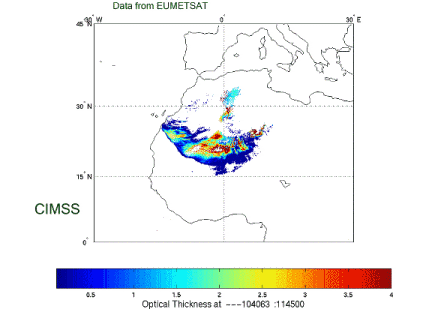 Data from EUMETSAT
45° N
30° W
0°
30° E
30° N
15° N
0°
CIMSS
0.5 1 1.5 2 2.5 3 3.5 4
Optical Thickness at ---104063 :114500